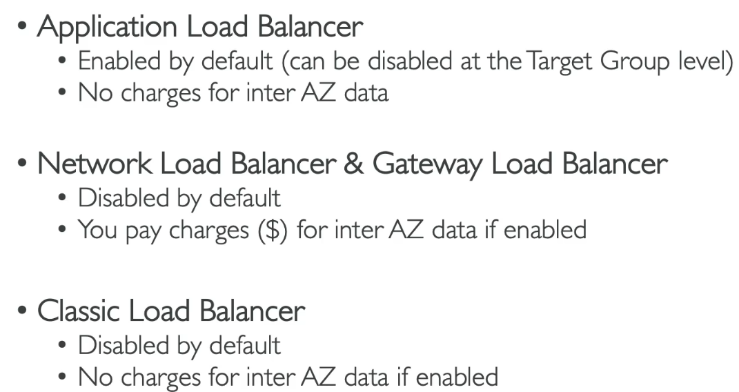 • Application Load Balancer
• Enabled by default (can be disabled at the Target Group level)
• No charges for inter AZ data
• Network Load Balancer & Gateway Load Balancer
• Disabled by default
• You pay charges ($) for inter AZ data if enabled
• Classic Load Balancer
• Disabled by default
• No charges for inter AZ data if enabled